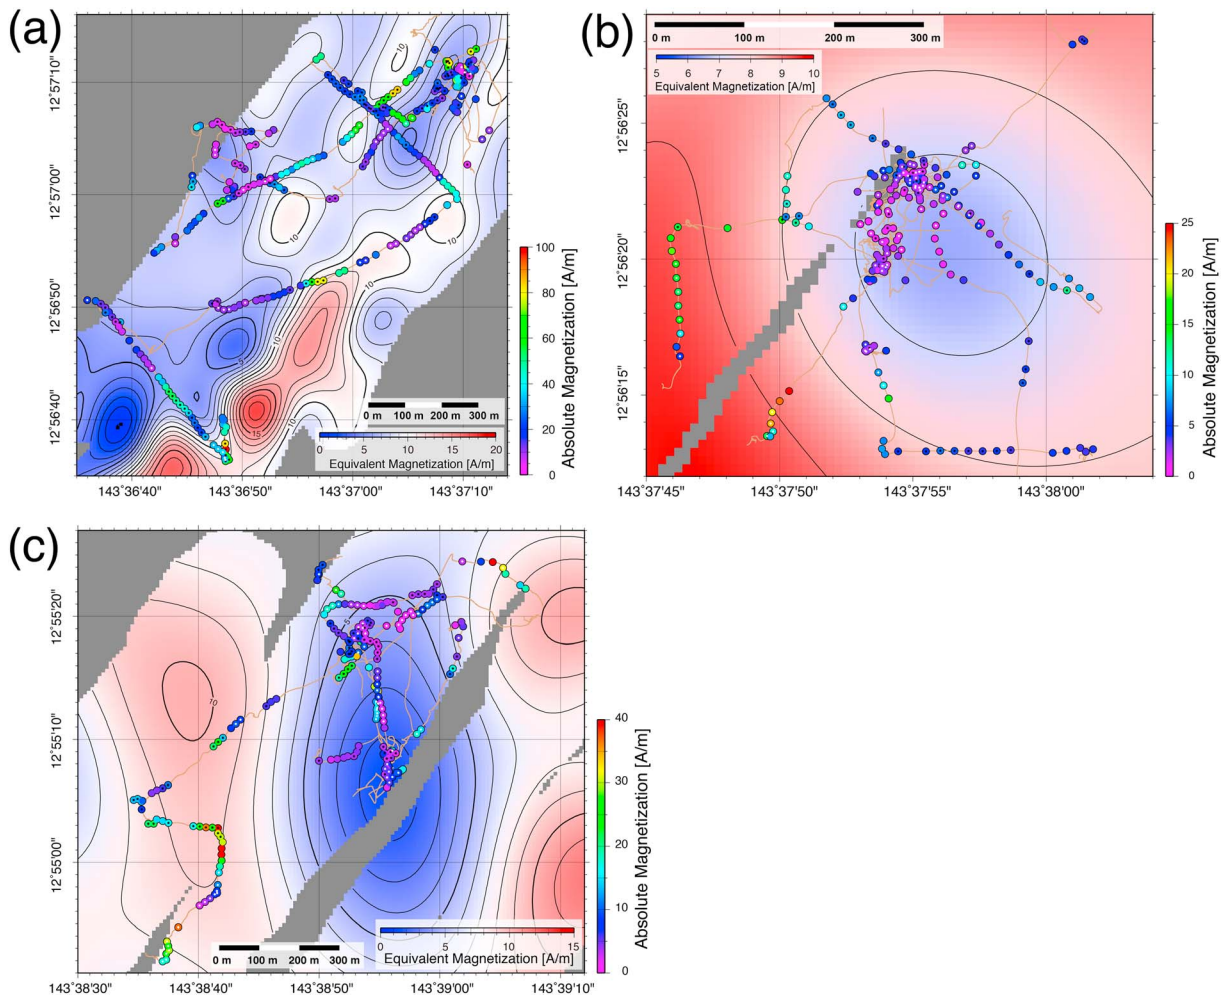 (a)
12°57'10"
12°57'00"
12°56'50"
12°56'40"
10
10
10
10
10
5
15
0 m 100 m 200 m 300 m
0 5 10 15 20
Equivalent Magnetization [A/m]
143°36'40" 143°36'50" 143°37'00" 143°37'10"
100
80
60
40
20
0
Absolute Magnetization [A/m]
(b)
0 m 100 m 200 m 300 m
5 6 7 8 9 10
Equivalent Magnetization [A/m]
12°56'25"
12°56'20"
12°56'15"
143°37'45" 143°37'50" 143°37'55" 143°38'00"
25
20
15
10
5
0
Absolute Magnetization [A/m]
(c)
12°55'20"
12°55'10"
12°55'00"
10
5
0 m 100 m 200 m 300 m
0 5 10 15
Equivalent Magnetization [A/m]
143°38'30" 143°38'40" 143°38'50" 143°39'00" 143°39'10"
40
30
20
10
0
Absolute Magnetization [A/m]